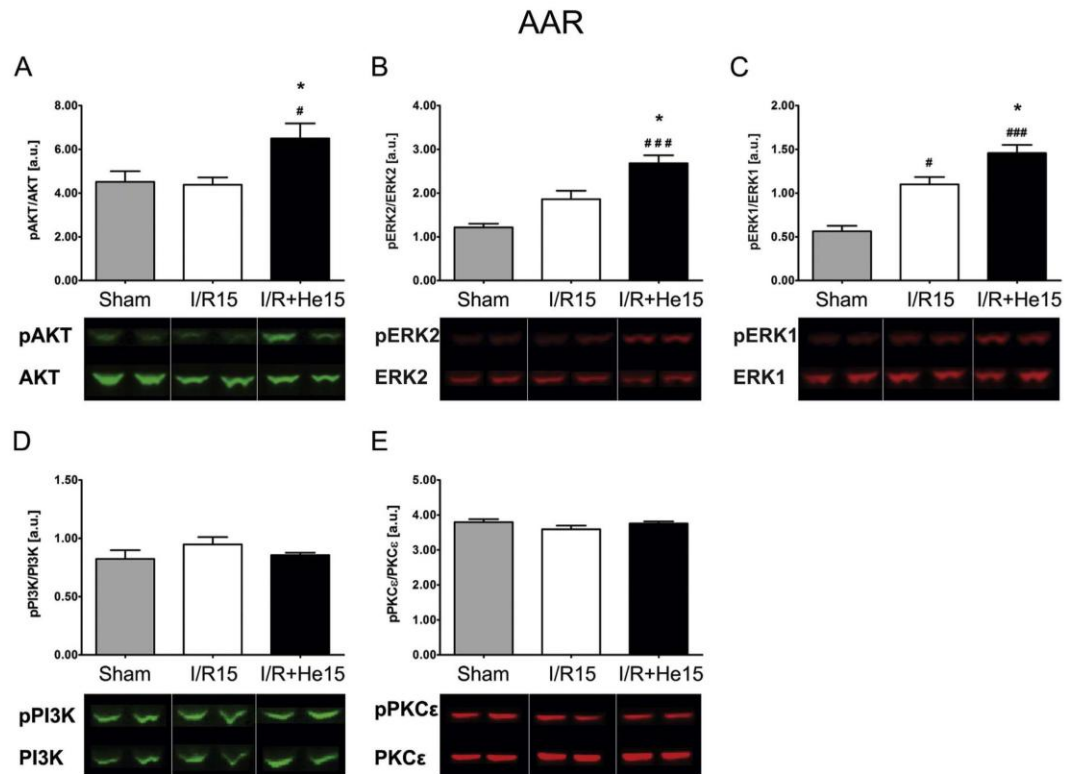 AAR
A
pAKT/AKT [a.u.]
8.00
6.00
4.00
2.00
0.00
*
#
Sham I/R15 I/R+He15
pAKT
AKT
B
pERK2/ERK2 [a.u.]
4.00
3.00
2.00
1.00
0.00
*
###
Sham I/R15 I/R+He15
pERK2
ERK2
C
pERK1/ERK1 [a.u.]
2.00
1.50
1.00
0.50
0.00
#
*
###
Sham I/R15 I/R+He15
pERK1
ERK1
D
pPI3K/PI3K [a.u.]
1.50
1.00
0.50
0.00
Sham I/R15 I/R+He15
pPI3K
PI3K
E
pPKCε/PKCε [a.u.]
5.00
4.00
3.00
2.00
1.00
0.00
Sham I/R15 I/R+He15
pPKCε
PKCε